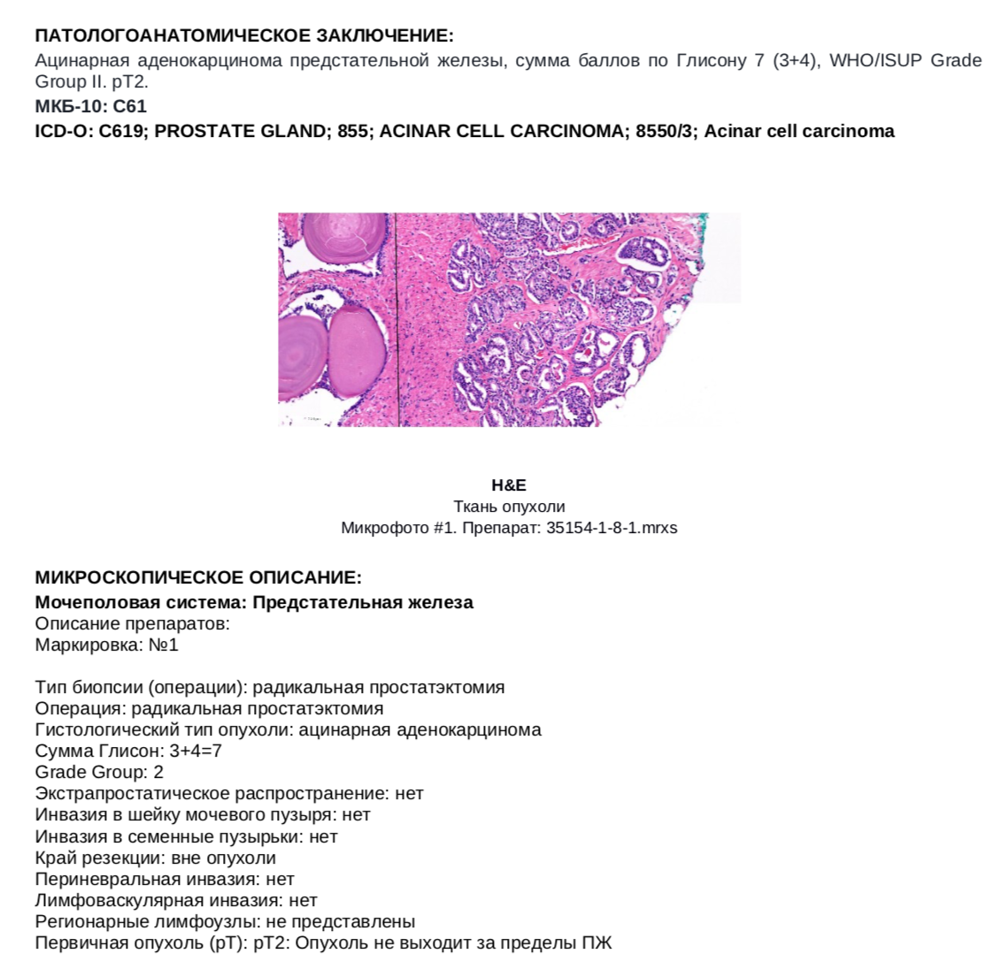 ПАТОЛОГОАНАТОМИЧЕСКОЕ ЗАКЛЮЧЕНИЕ:
Ацинарная аденокарцинома предстательной железы, сумма баллов по Глисону 7 (3+4), WHO/ISUP Grade
Group II. pT2.
МКБ-10: C61
ICD-O: C619; PROSTATE GLAND; 855; ACINAR CELL CARCINOMA; 8550/3; Acinar cell carcinoma
H&E
Ткань опухоли
Микрофото #1. Препарат: 35154-1-8-1.mrxs
МИКРОСКОПИЧЕСКОЕ ОПИСАНИЕ:
Мочеполовая система: Предстательная железа
Описание препаратов:
Маркировка: №1
Тип биопсии (операции): радикальная простатэктомия
Операция: радикальная простатэктомия
Гистологический тип опухоли: ацинарная аденокарцинома
Сумма Глисон: 3+4=7
Grade Group: 2
Экстрапростатическое распространение: нет
Инвазия в шейку мочевого пузыря: нет
Инвазия в семенные пузырьки: нет
Край резекции: вне опухоли
Периневральная инвазия: нет
Лимфоваскулярная инвазия: нет
Регионарные лимфоузлы: не представлены
Первичная опухоль (pT): pT2: Опухоль не выходит за пределы ПЖ